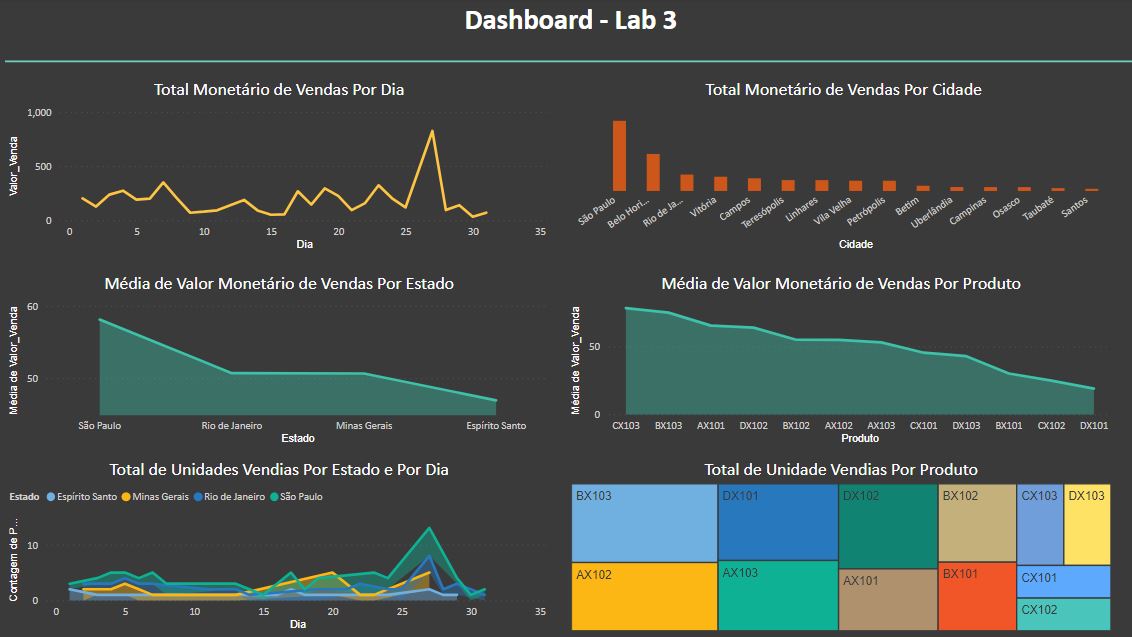 Dashboard - Lab 3
Total Monetário de Vendas Por Dia
1,000
500
0
Valor_Venda
0 5 10 15 20 25 30 35
Dia
Total Monetário de Vendas Por Cidade
São Paulo
Belo Hori...
Rio de Ja...
Vitória
Campos
Teresópolis
Linhares
Vila Velha
Petrópolis
Betim
Uberlândia
Campinas
Osasco
Taubaté
Santos
Cidade
Média de Valor Monetário de Vendas Por Estado
60
50
Média de Valor_Venda
São Paulo Rio de Janeiro Minas Gerais Espírito Santo
Estado
Média de Valor Monetário de Vendas Por Produto
50
0
Média de Valor_Venda
CX103 BX103 AX101 DX102 BX102 AX102 AX103 CX101 DX103 BX101 CX102 DX101
Produto
Total de Unidades Vendias Por Estado e Por Dia
Estado Espírito Santo Minas Gerais Rio de Janeiro São Paulo
10
0
Contagem de P...
0 5 10 15 20 25 30 35
Dia
Total de Unidade Vendias Por Produto
BX103 DX101 DX102 BX102 CX103 DX103
AX102 AX103 AX101 BX101 CX101
CX102